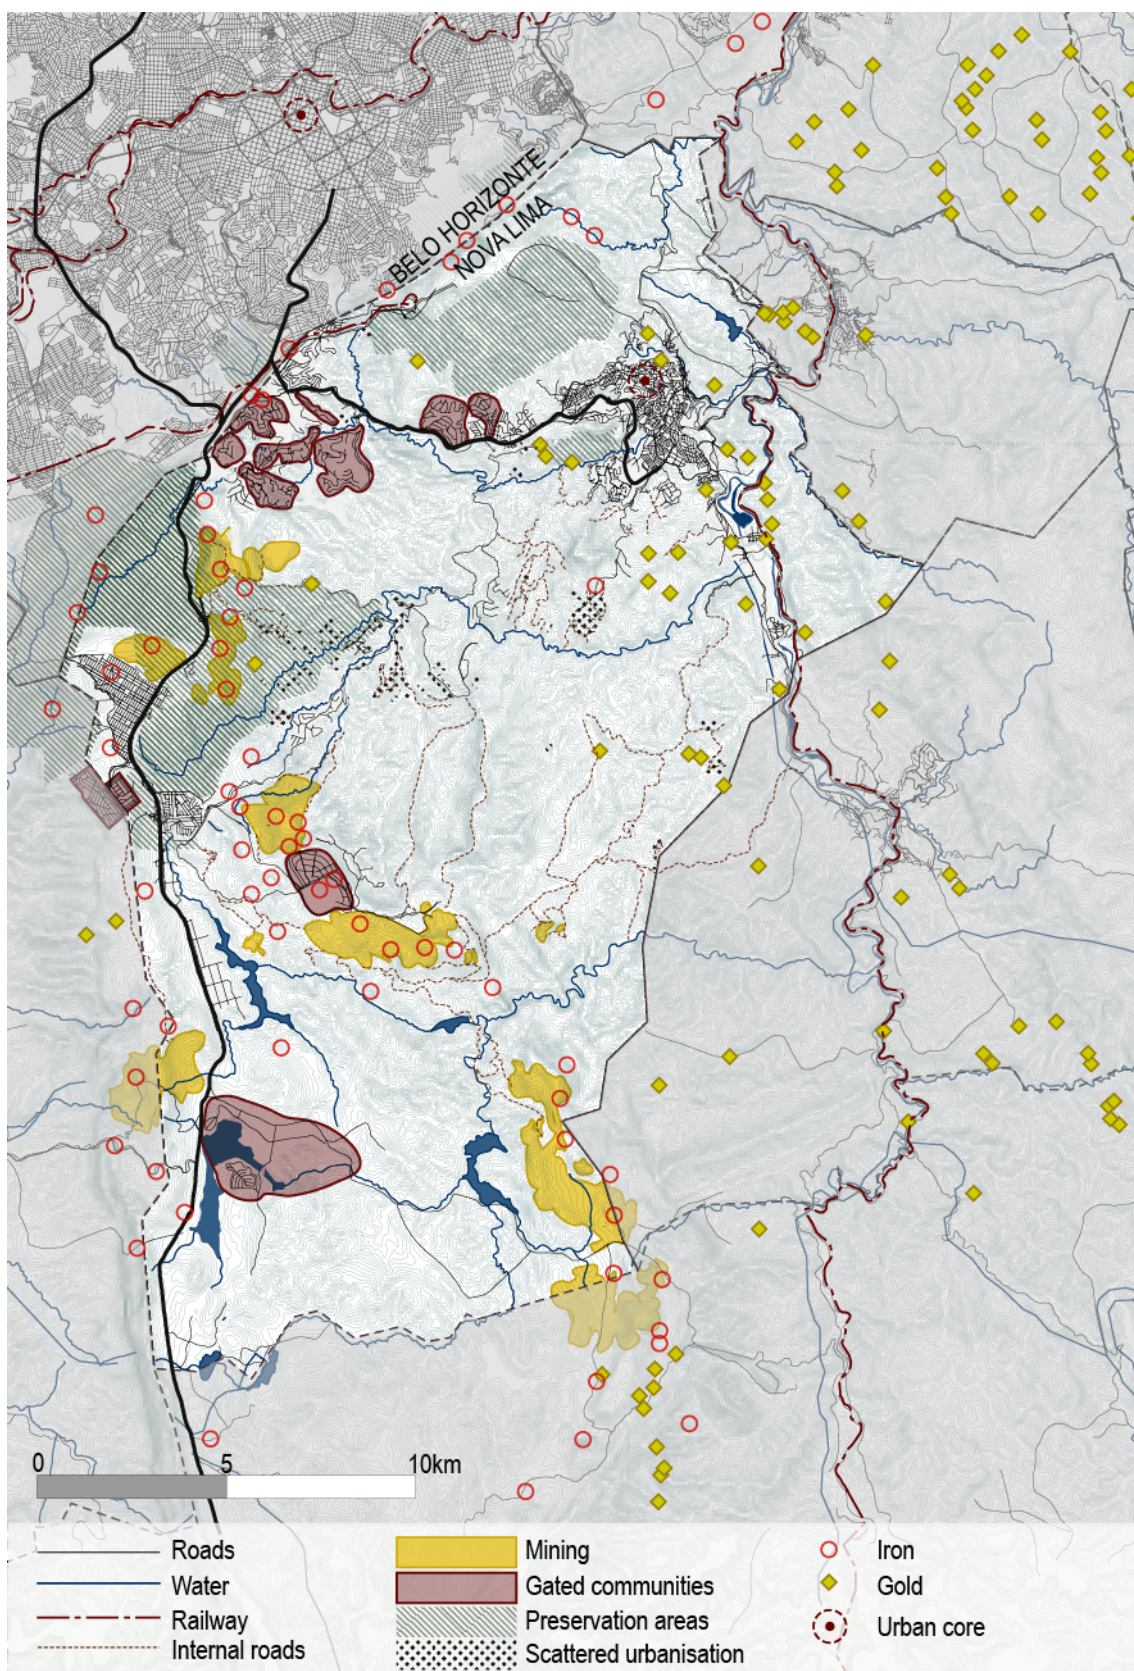 BELO HORIZONTE
NOVA LIMA
0 5 10km
Roads
Water
Railway
Internal roads
Mining
Gated communities
Preservation areas
Scattered urbanisation
Iron
Gold
Urban core